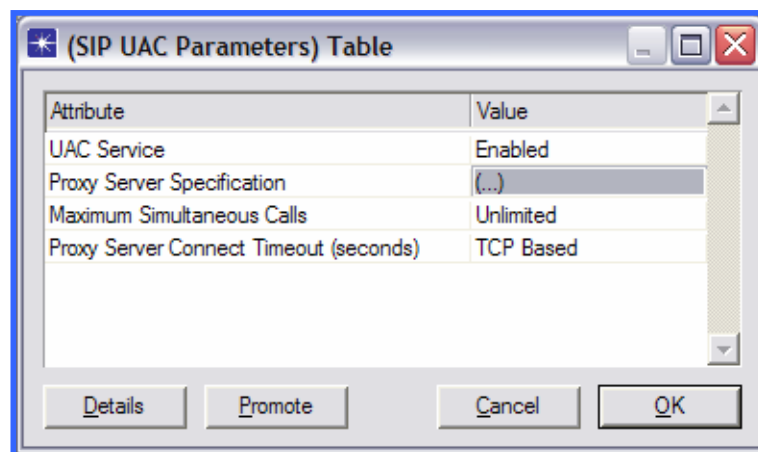 (SIP UAC Parameters) Table
Attribute Value
UAC Service Enabled
Proxy Server Specification (...)
Maximum Simultaneous Calls Unlimited
Proxy Server Connect Timeout (seconds) TCP Based
Details Promote Cancel OK